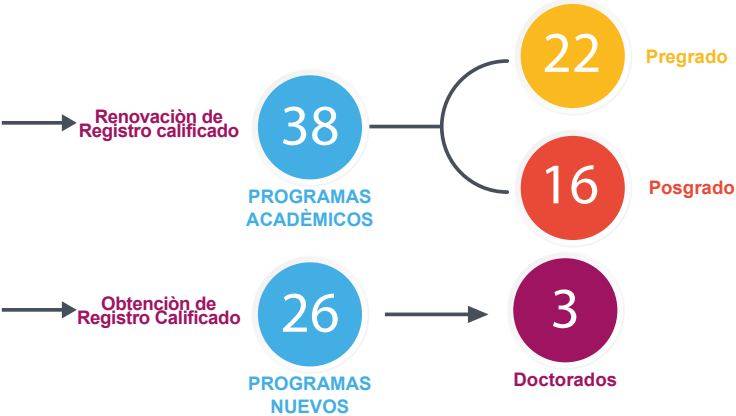 22
Pregrado
Renovaciòn de
Registro calificado
38
PROGRAMAS
ACADÈMICOS
16
Posgrado
Obtenciòn de
Registro Calificado
26
PROGRAMAS
NUEVOS
3
Doctorados